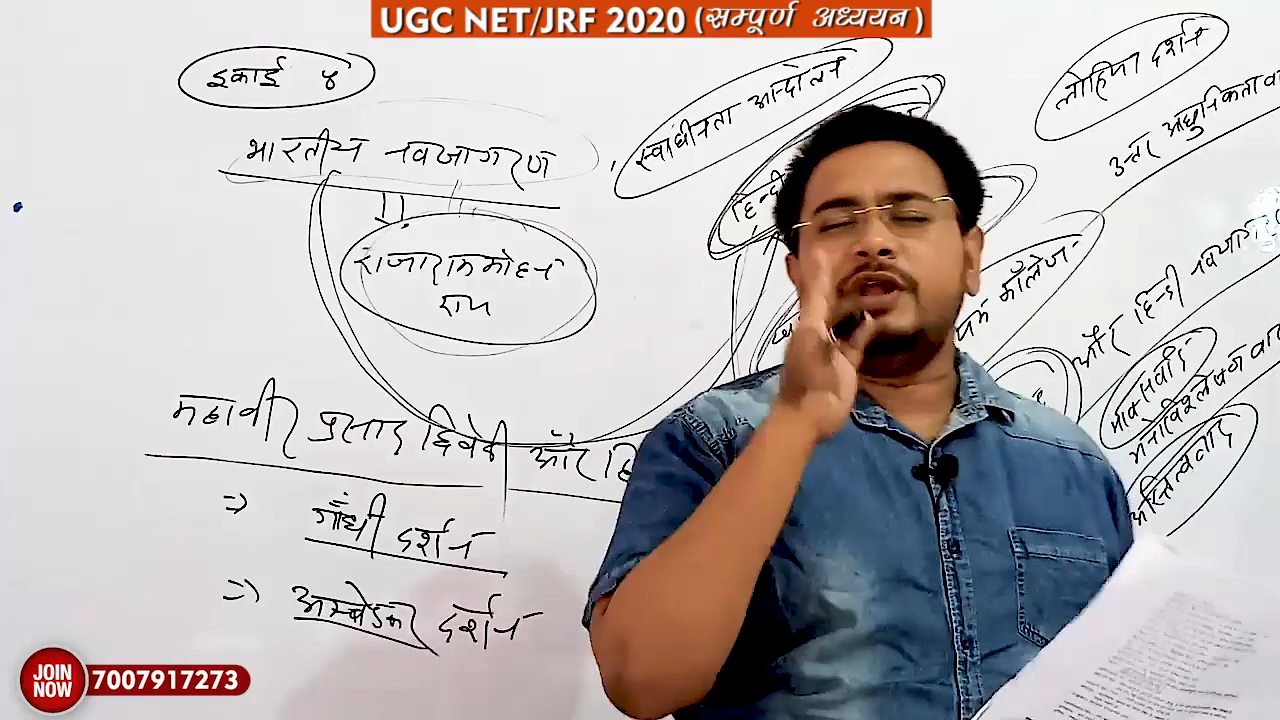 UGC NET/JRF 2020 (सम्पूर्ण अध्ययन)
इकाई ४
भारतीय नवजागरण
राजाराम मोहन
राय
स्वाधीनता आन्दोलन
हिन्दी
लोहिया दर्शन
उत्तर आधुनिकतावा
कॉलेज
और हिन्दी नवजागरण
मार्क्सवाद
मनोविश्लेषणवाद
अस्तित्ववाद
महावीर प्रसाद द्विवेदी और हि
=> गाँधी दर्शन
=> अम्बेडकर दर्शन
JOIN
NOW
7007917273